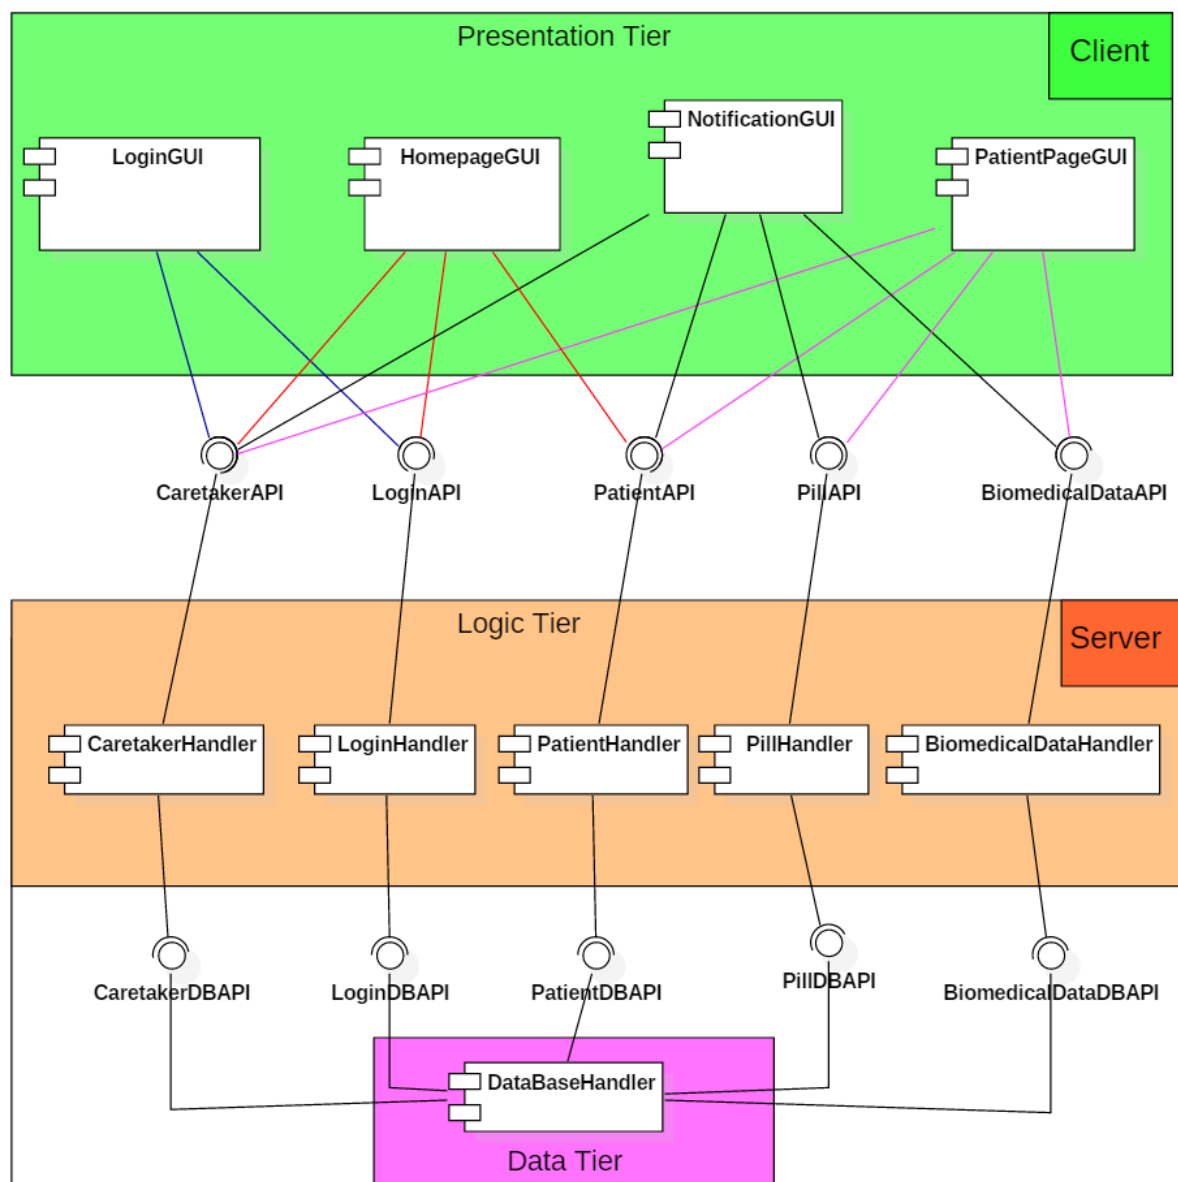 Presentation Tier
Client
LoginGUI
HomepageGUI
NotificationGUI
PatientPageGUI
CaretakerAPI
LoginAPI
PatientAPI
PillAPI
BiomedicalDataAPI
Logic Tier
Server
CaretakerHandler
LoginHandler
PatientHandler
PillHandler
BiomedicalDataHandler
CaretakerDBAPI
LoginDBAPI
PatientDBAPI
PillDBAPI
BiomedicalDataDBAPI
DataBaseHandler
Data Tier